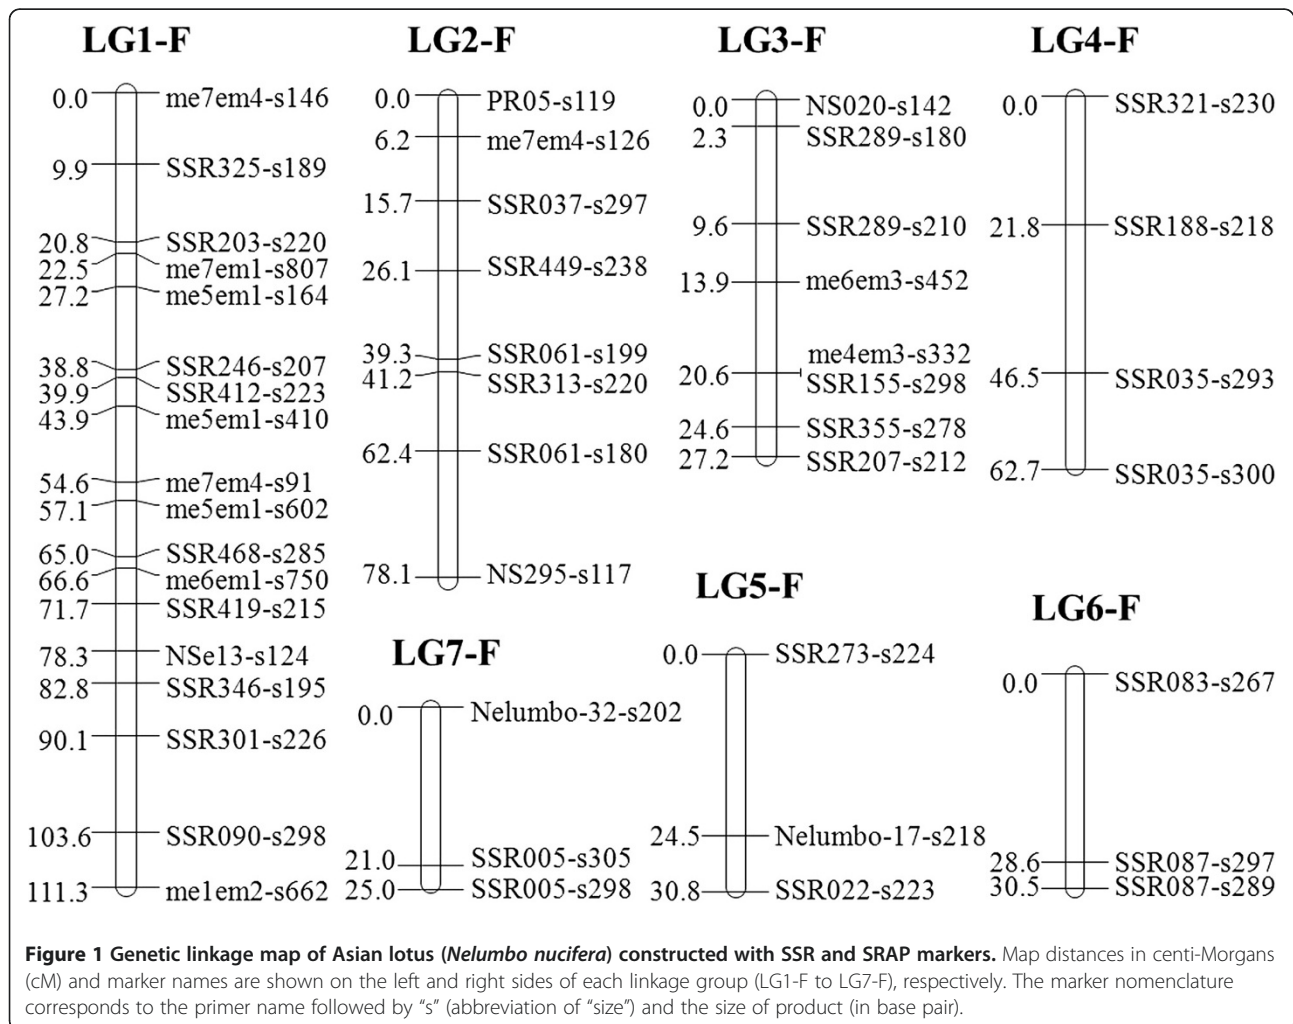 LG1-F
0.0 me7em4-s146
9.9 SSR325-s189
20.8 SSR203-s220
22.5 me7em1-s807
27.2 me5em1-s164
38.8 SSR246-s207
39.9 SSR412-s223
43.9 me5em1-s410
54.6 me7em4-s91
57.1 me5em1-s602
65.0 SSR468-s285
66.6 me6em1-s750
71.7 SSR419-s215
78.3 NSe13-s124
82.8 SSR346-s195
90.1 SSR301-s226
103.6 SSR090-s298
111.3 me1em2-s662
LG2-F
0.0 PR05-s119
6.2 me7em4-s126
15.7 SSR037-s297
26.1 SSR449-s238
39.3 SSR061-s199
41.2 SSR313-s220
62.4 SSR061-s180
78.1 NS295-s117
LG3-F
0.0 NS020-s142
2.3 SSR289-s180
9.6 SSR289-s210
13.9 me6em3-s452
me4em3-s332
20.6 SSR155-s298
24.6 SSR355-s278
27.2 SSR207-s212
LG4-F
0.0 SSR321-s230
21.8 SSR188-s218
46.5 SSR035-s293
62.7 SSR035-s300
LG7-F
0.0 Nelumbo-32-s202
21.0 SSR005-s305
25.0 SSR005-s298
LG5-F
0.0 SSR273-s224
24.5 Nelumbo-17-s218
30.8 SSR022-s223
LG6-F
0.0 SSR083-s267
28.6 SSR087-s297
30.5 SSR087-s289
Figure 1 Genetic linkage map of Asian lotus (Nelumbo nucifera) constructed with SSR and SRAP markers. Map distances in centi-Morgans
(cM) and marker names are shown on the left and right sides of each linkage group (LG1-F to LG7-F), respectively. The marker nomenclature
corresponds to the primer name followed by “s” (abbreviation of “size”) and the size of product (in base pair).